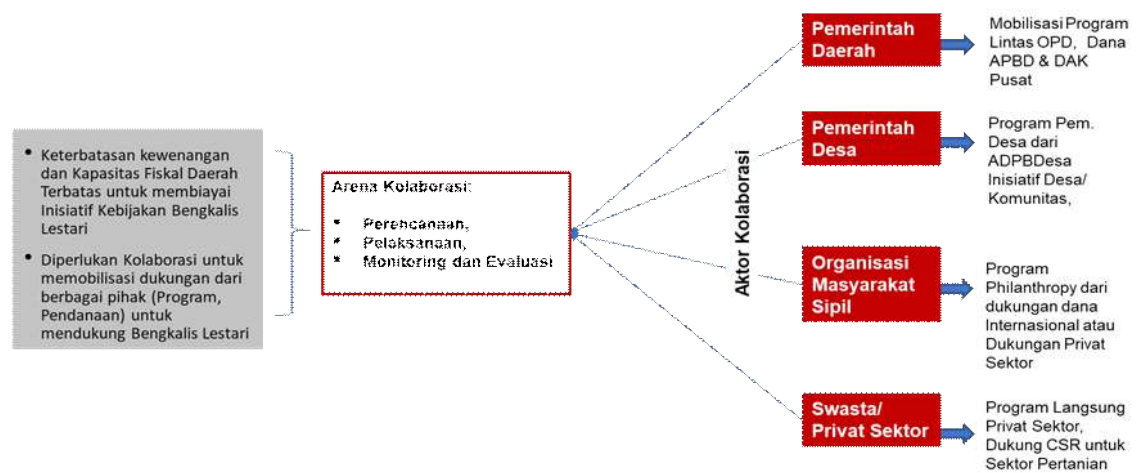 • Keterbatasan kewenangan
dan Kapasitas Fiskal Daerah
Terbatas untuk membiayai
Inisiatif Kebijakan Bengkalis
Lestari
• Diperlukan Kolaborasi untuk
memobilisasi dukungan dari
berbagai pihak (Program,
Pendanaan) untuk
mendukung Bengkalis Lestari
Arena Kolaborasi:
• Perencanaan,
• Pelaksanaan,
• Monitoring dan Evaluasi
Aktor Kolaborasi
Pemerintah
Daerah
Mobilisasi Program
Lintas OPD, Dana
APBD & DAK
Pusat
Pemerintah
Desa
Program Pem.
Desa dari
ADPBDesa
Inisiatif Desa/
Komunitas,
Organisasi
Masyarakat
Sipil
Program
Philanthropy dari
dukungan dana
Internasional atau
Dukungan Privat
Sektor
Swasta/
Privat Sektor
Program Langsung
Privat Sektor,
Dukung CSR untuk
Sektor Pertanian